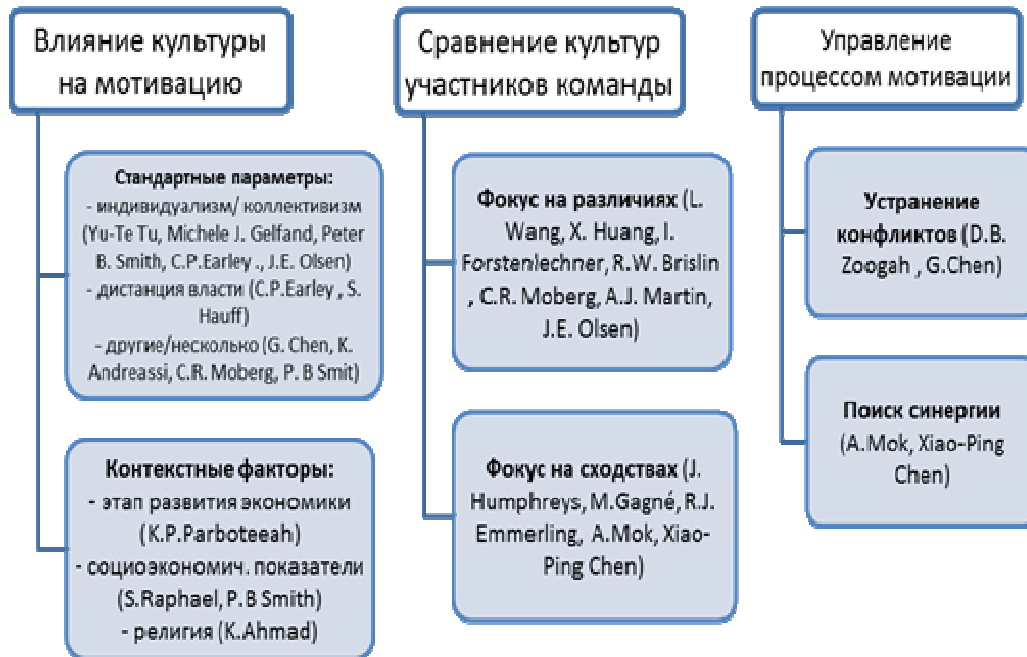 Влияние культуры
на мотивацию
Стандартные параметры:
- индивидуализм/ коллективизм
(Yu-Te Tu, Michele J. Gelfand, Peter
B. Smith, C.P.Earley ., J.E. Olsen)
- дистанция власти (C.P.Earley , S.
Hauff)
– другие/несколько (G. Chen, K.
Andreassi, C.R. Moberg, P. B Smit)
Контекстные факторы:
- этап развития экономики
(K.P.Parboteeah)
- социоэкономич. показатели
(S.Raphael, P.B Smith)
- религия (K.Ahmad)
Сравнение культур
участников команды
Фокус на различиях (L.
Wang, X. Huang, I.
Forstenlechner, R.W. Brislin
, C.R. Moberg, A.J. Martin,
J.E. Olsen)
Фокус на сходствах (J.
Humphreys, M.Gagné, R.J.
Emmerling, A.Mok, Xiao-
Ping Chen)
Управление
процессом мотивации
Устранение
конфликтов (D.B.
Zoogah , G.Chen)
Поиск синергии
(A.Mok, Xiao-Ping
Chen)